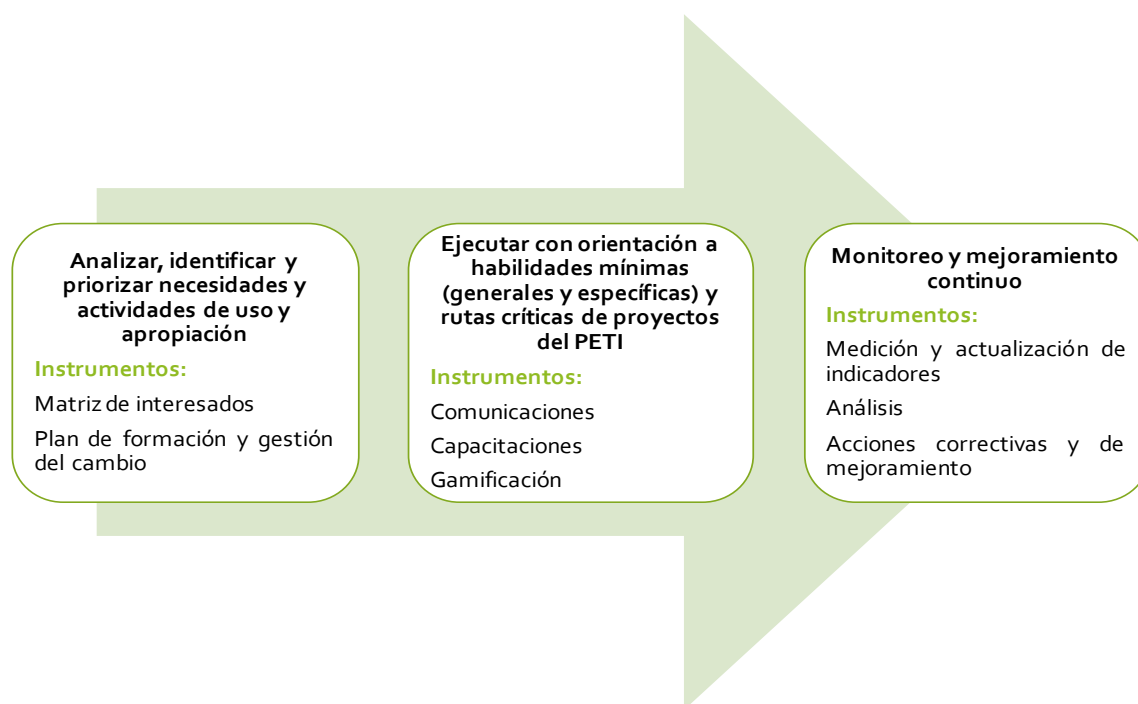 Analizar, identificar y
priorizar necesidades y
actividades de uso y
apropiación
Instrumentos:
Matriz de interesados
Plan de formación y gestión
del cambio
Ejecutar con orientación a
habilidades mínimas
(generales y específicas) y
rutas críticas de proyectos
del PETI
Instrumentos:
Comunicaciones
Capacitaciones
Gamificación
Monitoreo y mejoramiento
continuo
Instrumentos:
Medición y actualización de
indicadores
Análisis
Acciones correctivas y de
mejoramiento